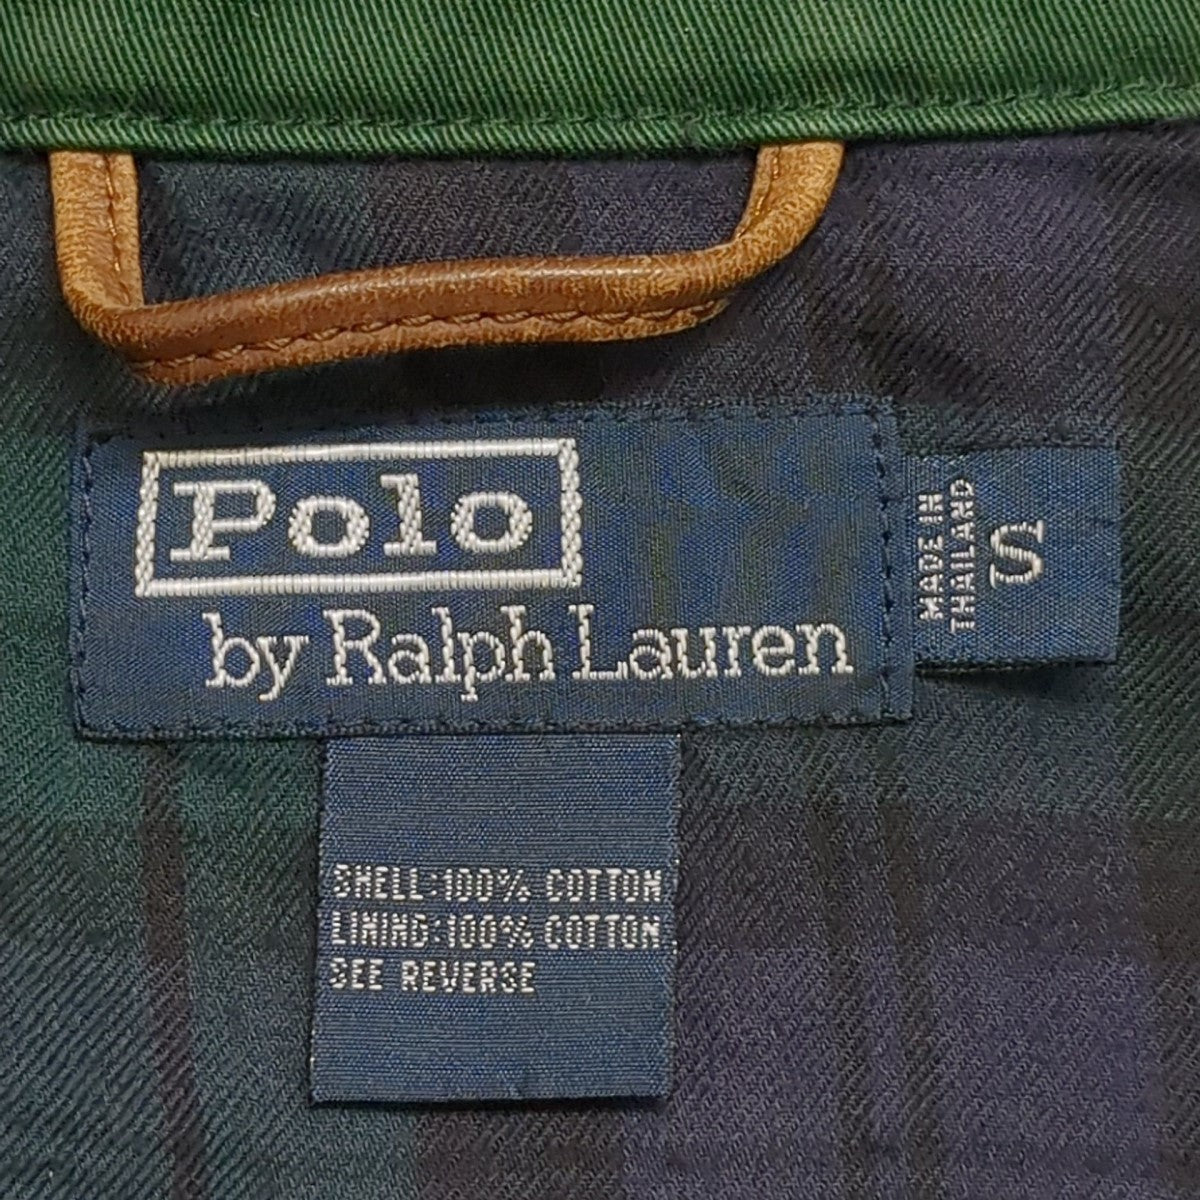 Polo
by Ralph Lauren
MADE IN
THAILAND
S
SHELL:100% COTTON
LINING:100% COTTON
SEE REVERSE